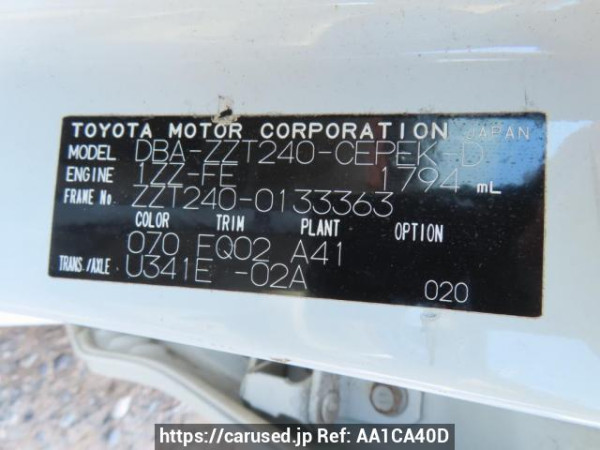 TOYOTA MOTOR CORPORATION JAPAN
MODEL DBA-ZZT240-CEPEK-D
ENGINE 1ZZ-FE 1794 mL
FRAME No ZZT240-0133363
COLOR TRIM PLANT OPTION
070 FQ02 A41
TRANS./AXLE U341E -02A
020
https://carused.jp Ref: AA1CA40D